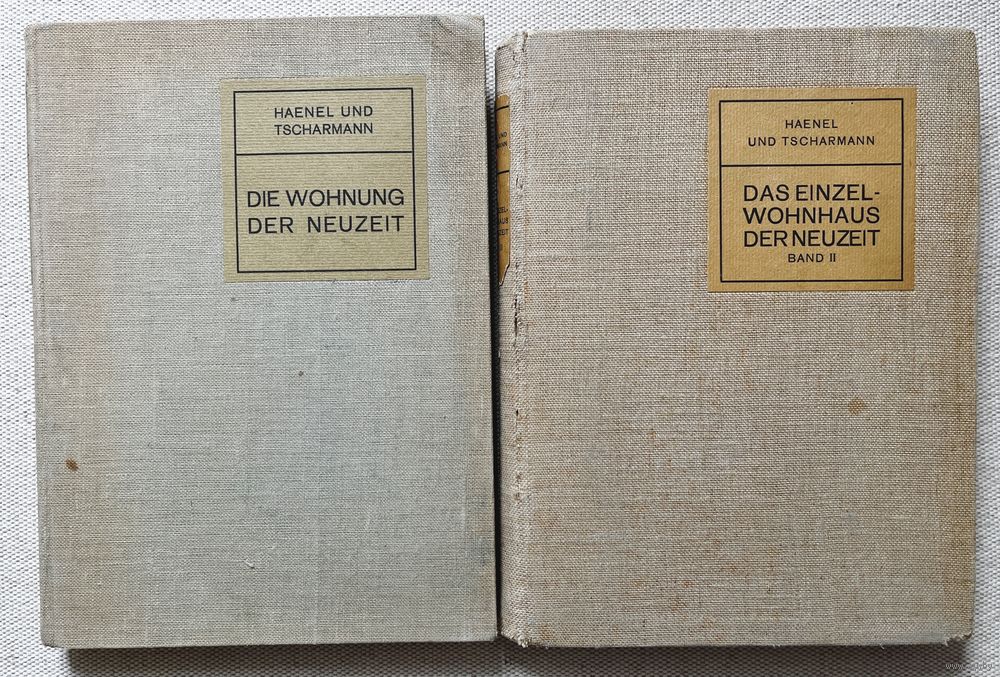 HAENEL UND
TSCHARMANN
DIE WOHNUNG
DER NEUZEIT
HAENEL
UND TSCHARMANN
DAS EINZEL-
WOHNHAUS
DER NEUZEIT
BAND II